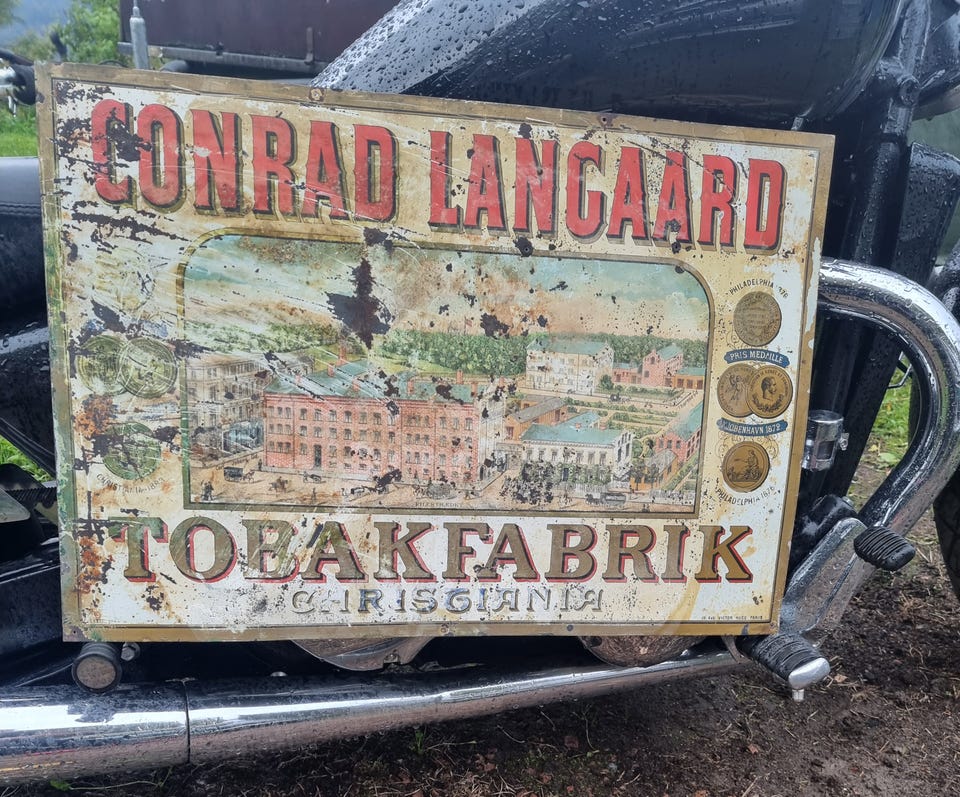 CONRAD LANGAARD
PHILADELPHIA 1876
PRIS MEDAILLE
KJØBENHAVN 1872
PHILADELPHIA 1876
TOBAKFABRIK
CHRISTIANIA